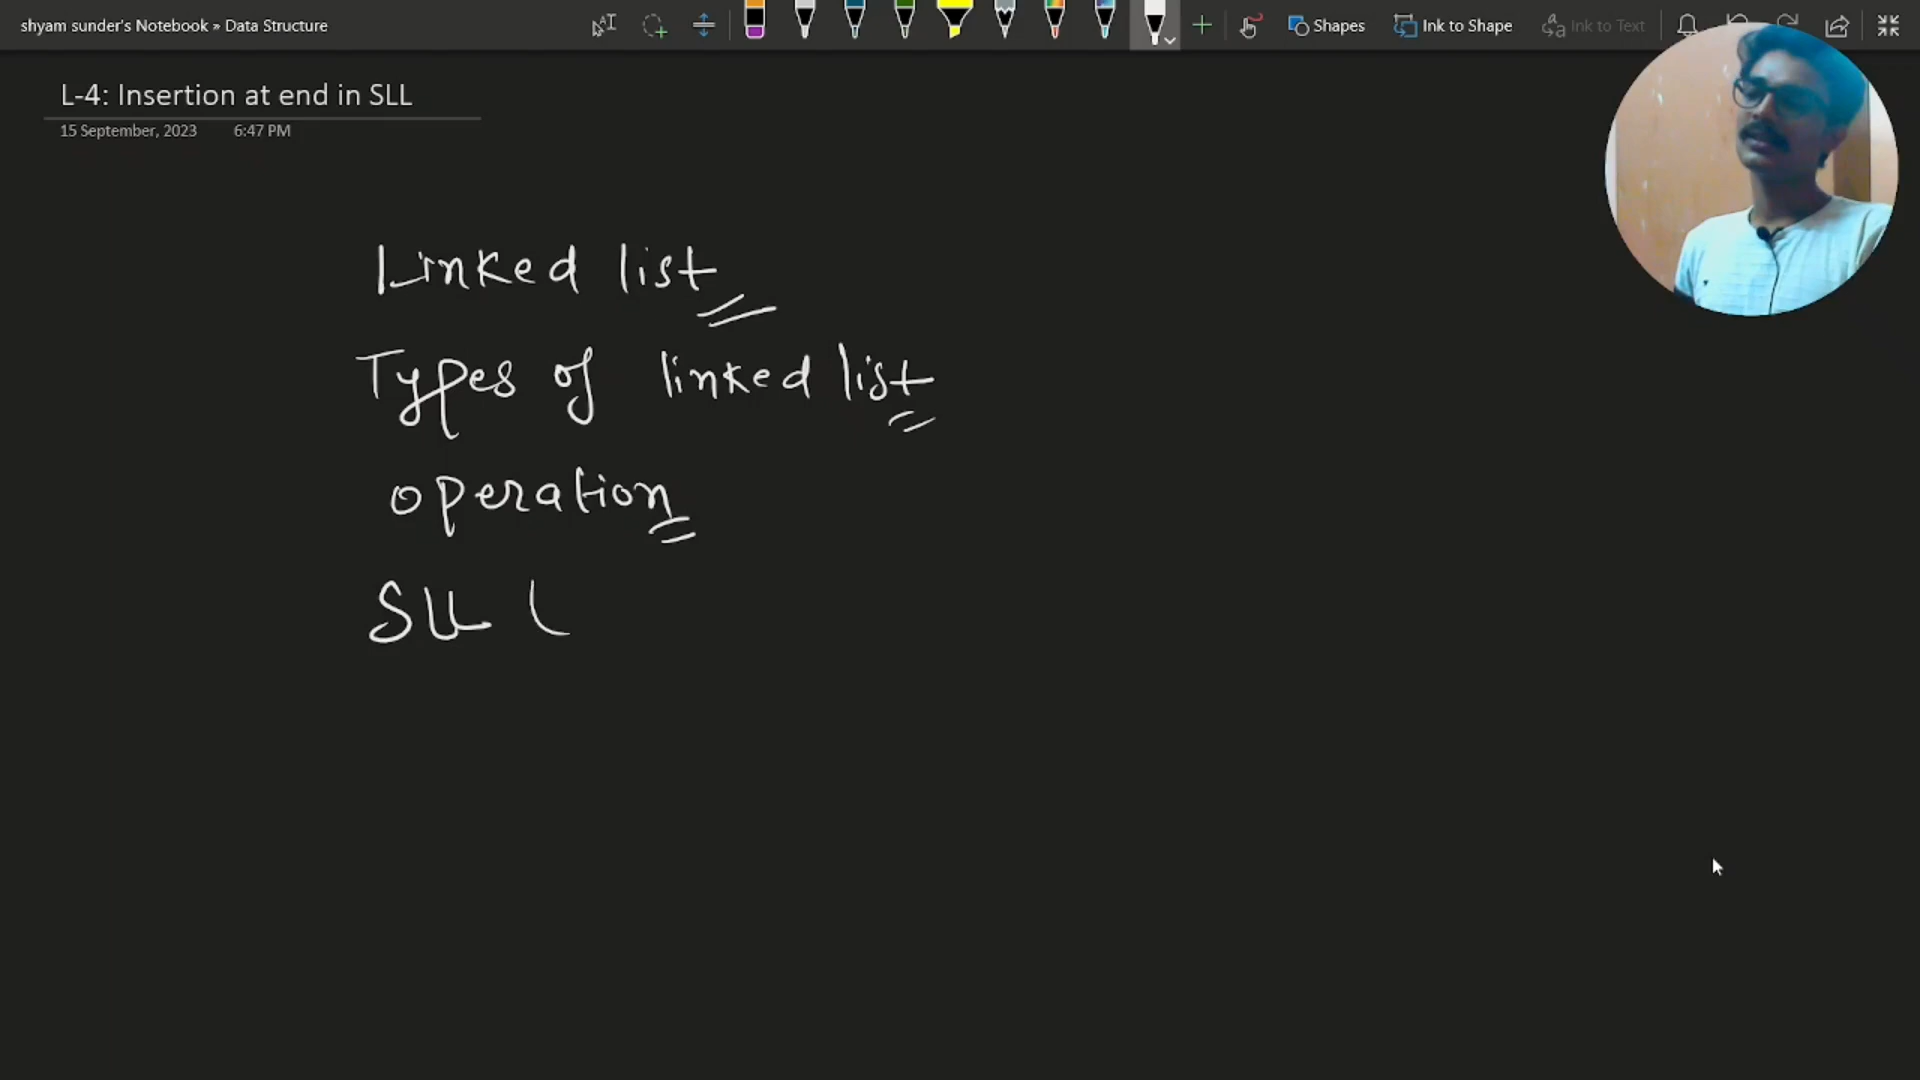 shyam sunder's Notebook » Data Structure
Shapes
Ink to Shape
Ink to Text
L-4: Insertion at end in SLL
15 September, 2023 6:47 PM
Linked list
Types of linked list
operation
SLL (